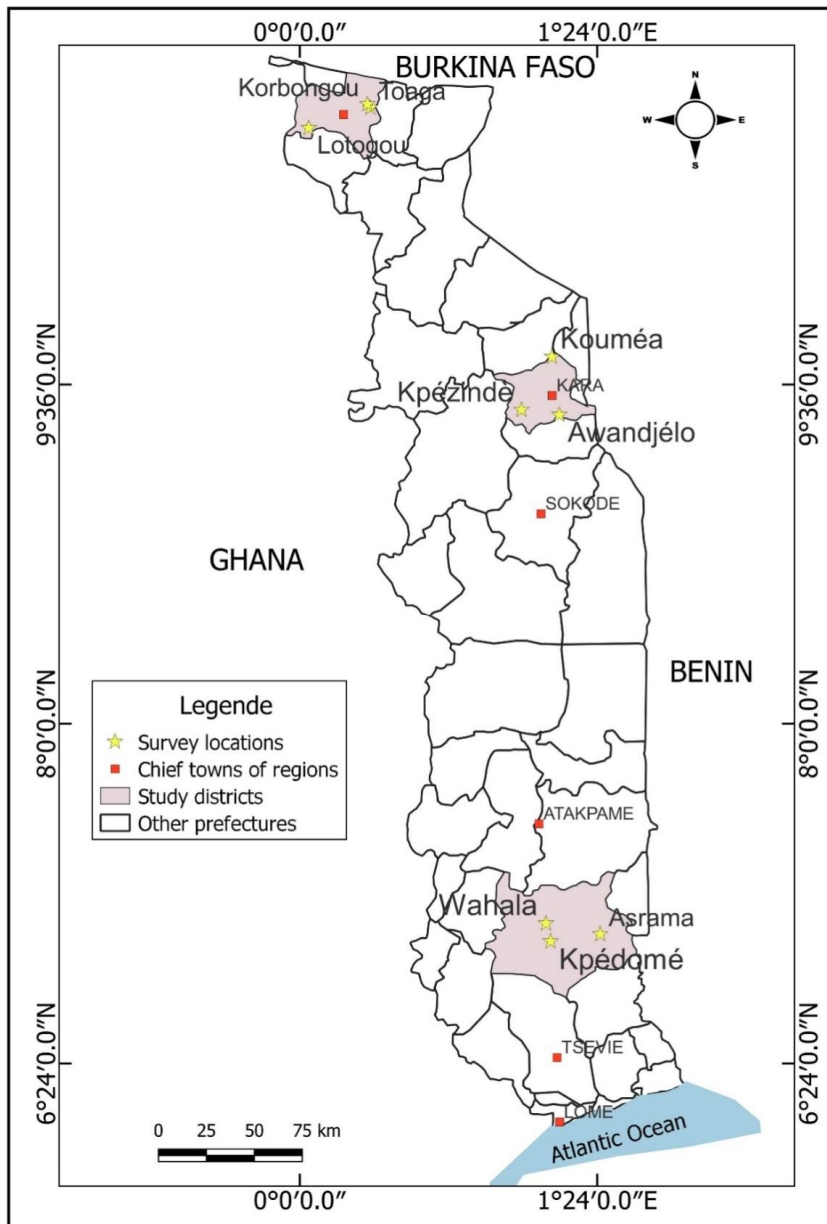 0°0′0.0″
1°24′0.0″E
BURKINA FASO
Korbongou
Toaga
Lotogou
N
W
E
S
Kouméa
9°36′0.0″N
9°36′0.0″N
Kpézindè
KARA
Awandjélo
SOKODE
GHANA
BENIN
8°0′0.0″N
8°0′0.0″N
Legende
Survey locations
Chief towns of regions
Study districts
Other prefectures
ATAKPAME
Wahala
Asrama
Kpédomé
6°24′0.0″N
6°24′0.0″N
TSEVIE
LOME
Atlantic Ocean
0 25 50 75 km
0°0′0.0″
1°24′0.0″E